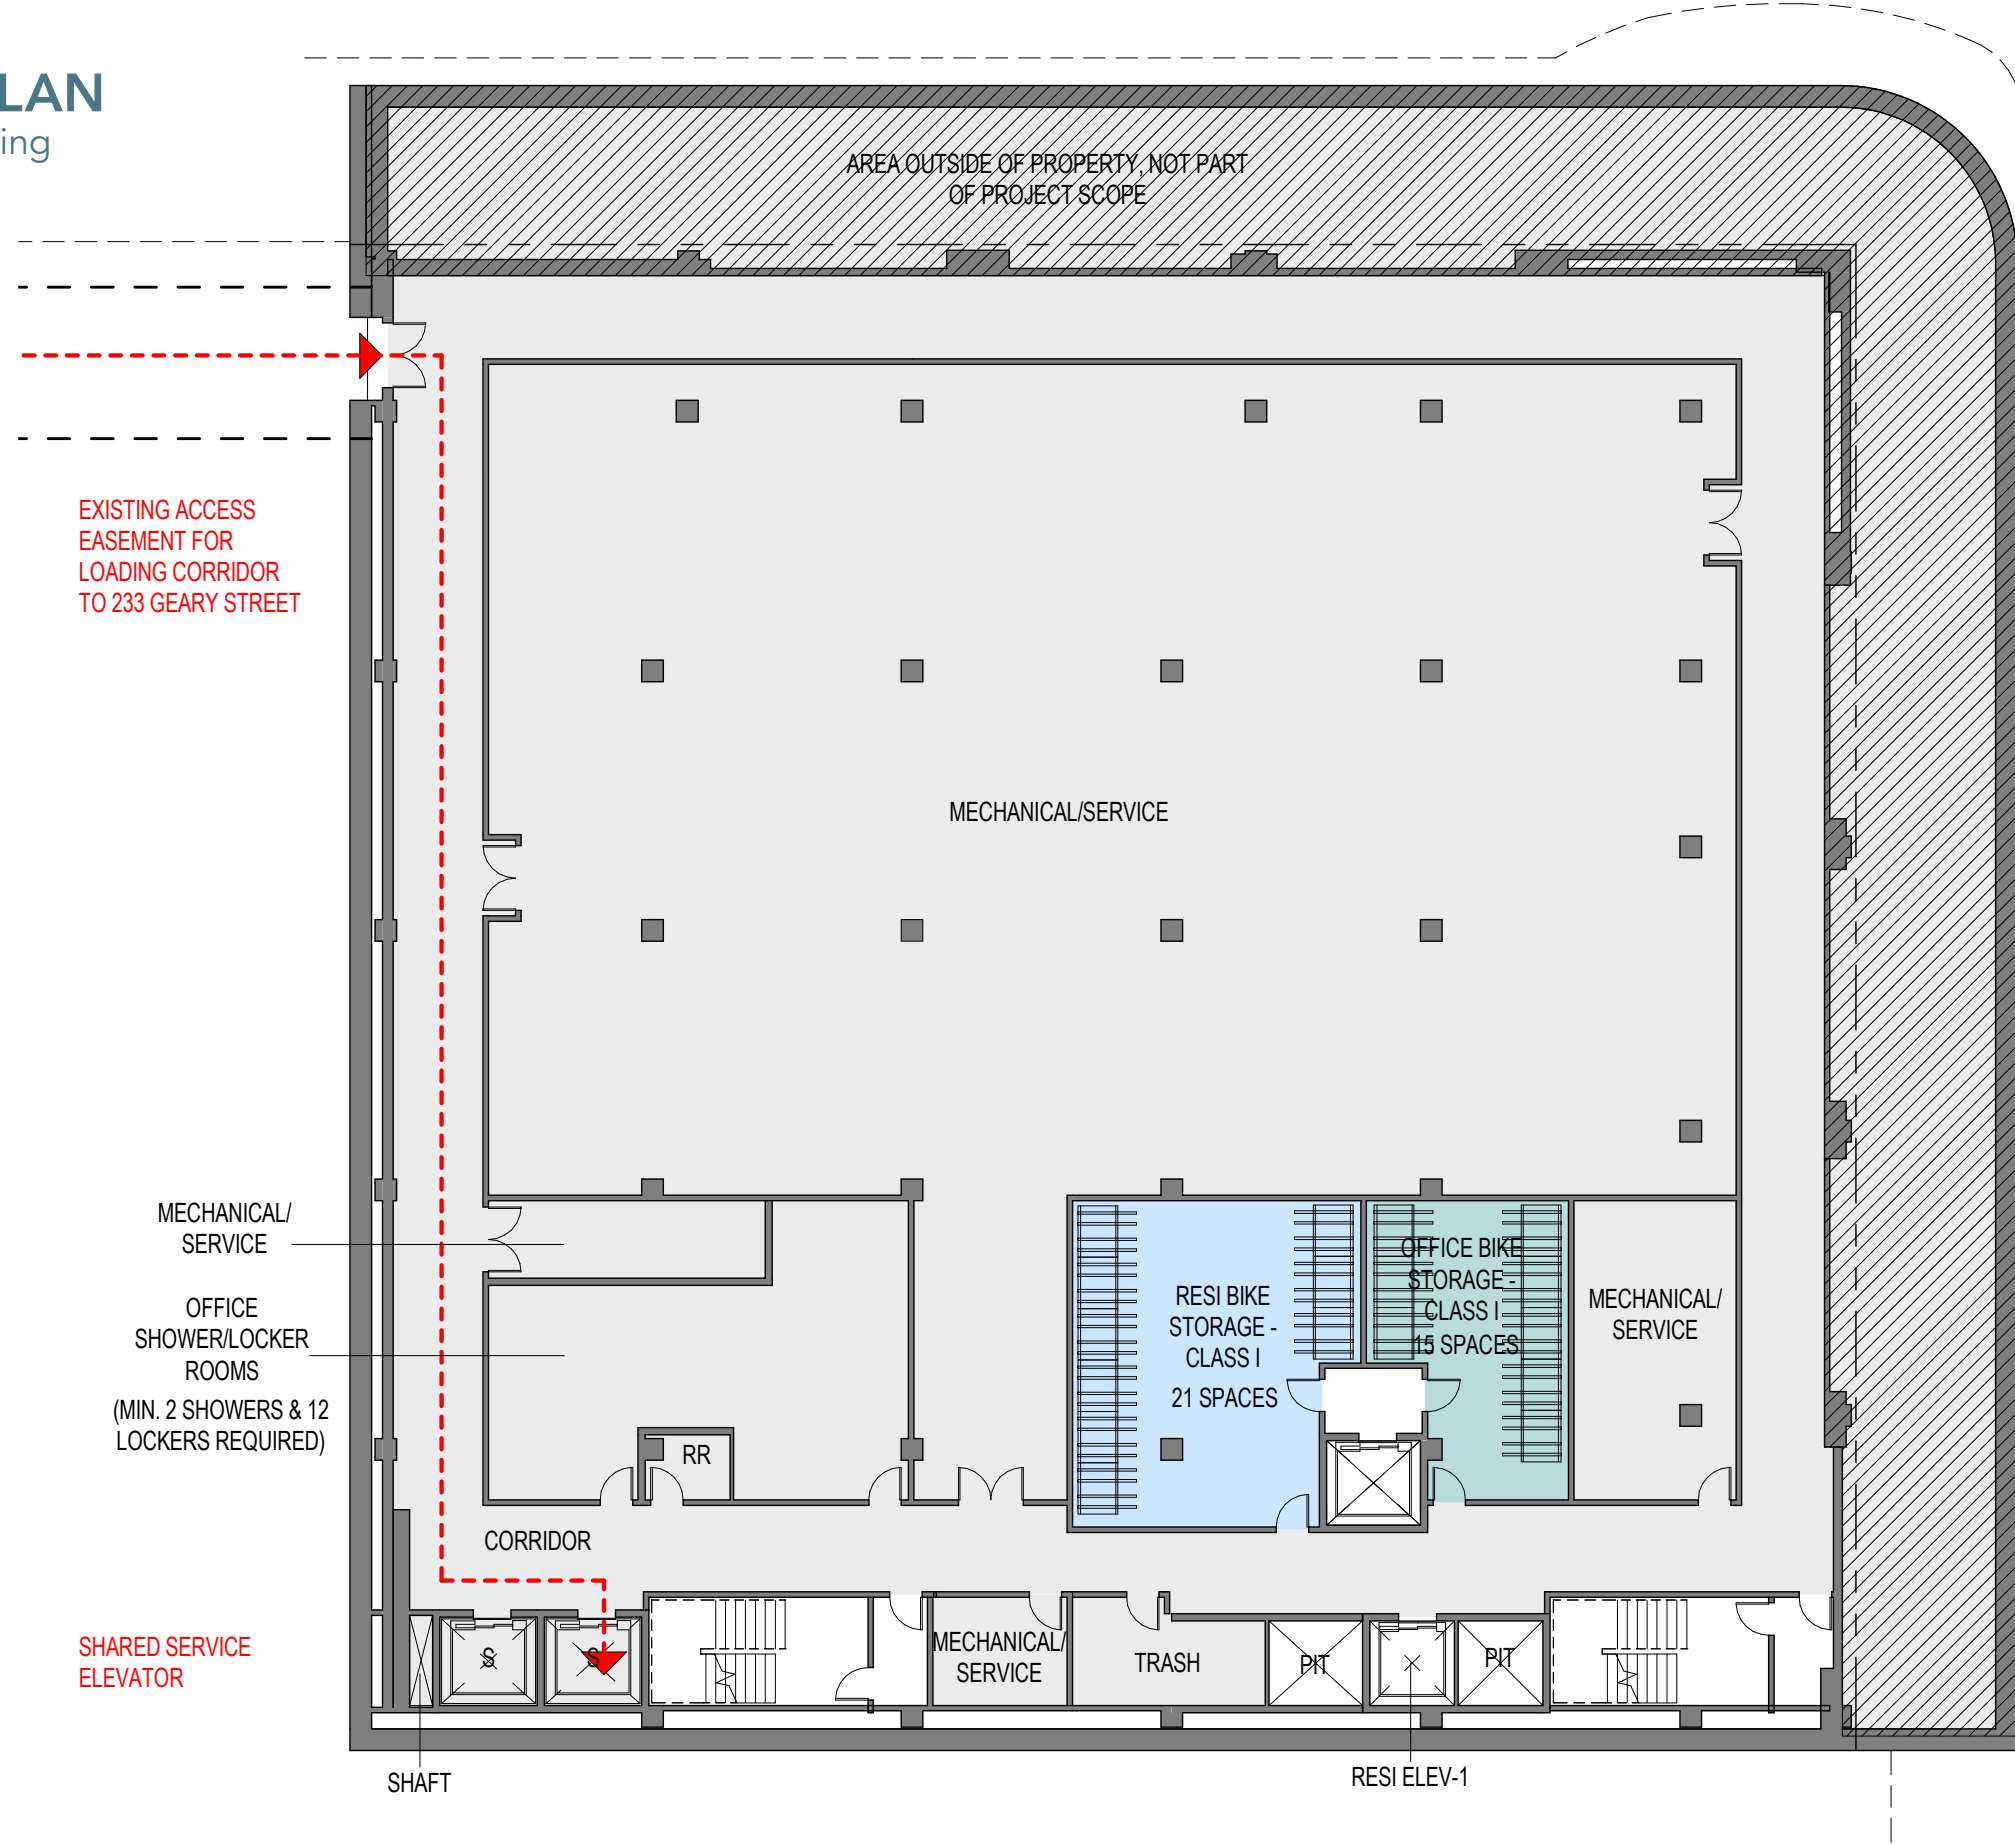 LAN
ing
AREA OUTSIDE OF PROPERTY, NOT PART
OF PROJECT SCOPE
EXISTING ACCESS
EASEMENT FOR
LOADING CORRIDOR
TO 233 GEARY STREET
MECHANICAL/SERVICE
MECHANICAL/
SERVICE
OFFICE
SHOWER/LOCKER
ROOMS
(MIN. 2 SHOWERS & 12
LOCKERS REQUIRED)
RR
RESI BIKE
STORAGE -
CLASS I
21 SPACES
OFFICE BIKE
STORAGE -
CLASS I
15 SPACES
MECHANICAL/
SERVICE
CORRIDOR
SHARED SERVICE
ELEVATOR
S
S
MECHANICAL/
SERVICE
TRASH
PIT
PIT
SHAFT
RESI ELEV-1